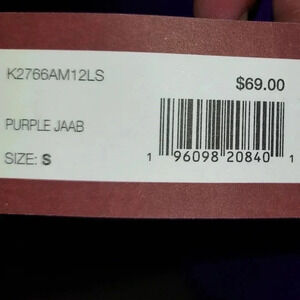 K2766AM12LS
$69.00
PURPLE JAAB
SIZE: S
1 96098 20840 1